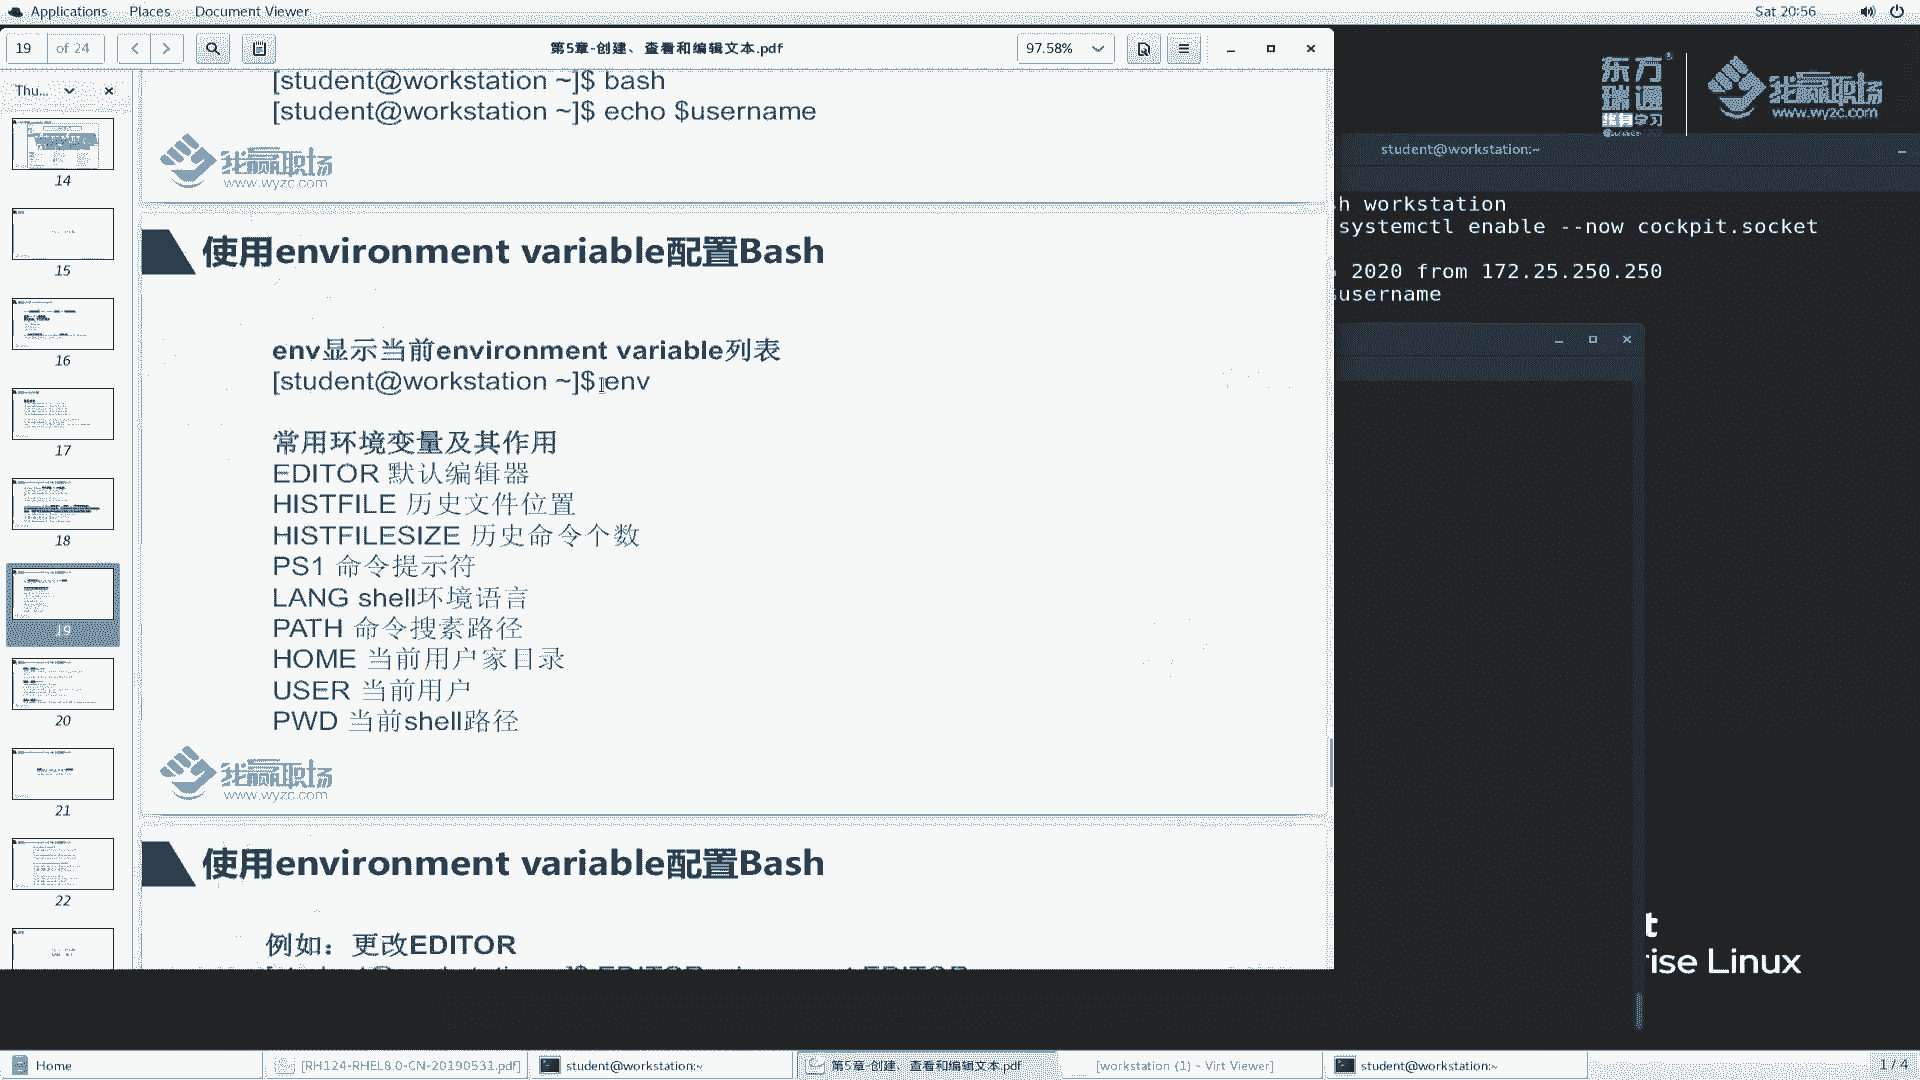 Applications Places Document Viewer
Sat 20:56
19 of 24
第5章-创建、查看和编辑文本.pdf
97.58%
Thu...
14
15
16
17
18
19
20
21
22
[student@workstation ~]$ bash
[student@workstation ~]$ echo $username
我赢职场
www.wyzc.com
使用environment variable配置Bash
env显示当前environment variable列表
[student@workstation ~]$ env
常用环境变量及其作用
EDITOR 默认编辑器
HISTFILE 历史文件位置
HISTFILESIZE 历史命令个数
PS1 命令提示符
LANG shell环境语言
PATH 命令搜素路径
HOME 当前用户家目录
USER 当前用户
PWD 当前shell路径
我赢职场
www.wyzc.com
使用environment variable配置Bash
例如：更改EDITOR
东方
瑞通
终身学习
我赢职场
www.wyzc.com
student@workstation:~
h workstation
systemctl enable --now cockpit.socket
2020 from 172.25.250.250
username
t
rise Linux
Home
[RH124-RHEL8.0-CN-20190531.pdf]
student@workstation:~
第5章-创建、查看和编辑文本.pdf
[workstation (1) - Virt Viewer]
student@workstation:~
1 / 4